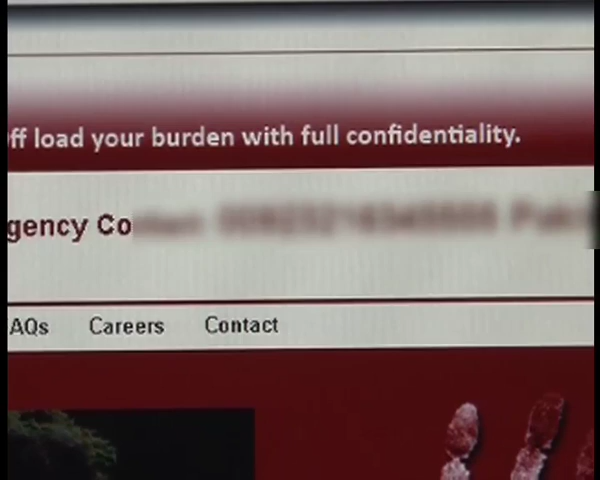 ff load your burden with full confidentiality.
gency Co
AQs Careers Contact